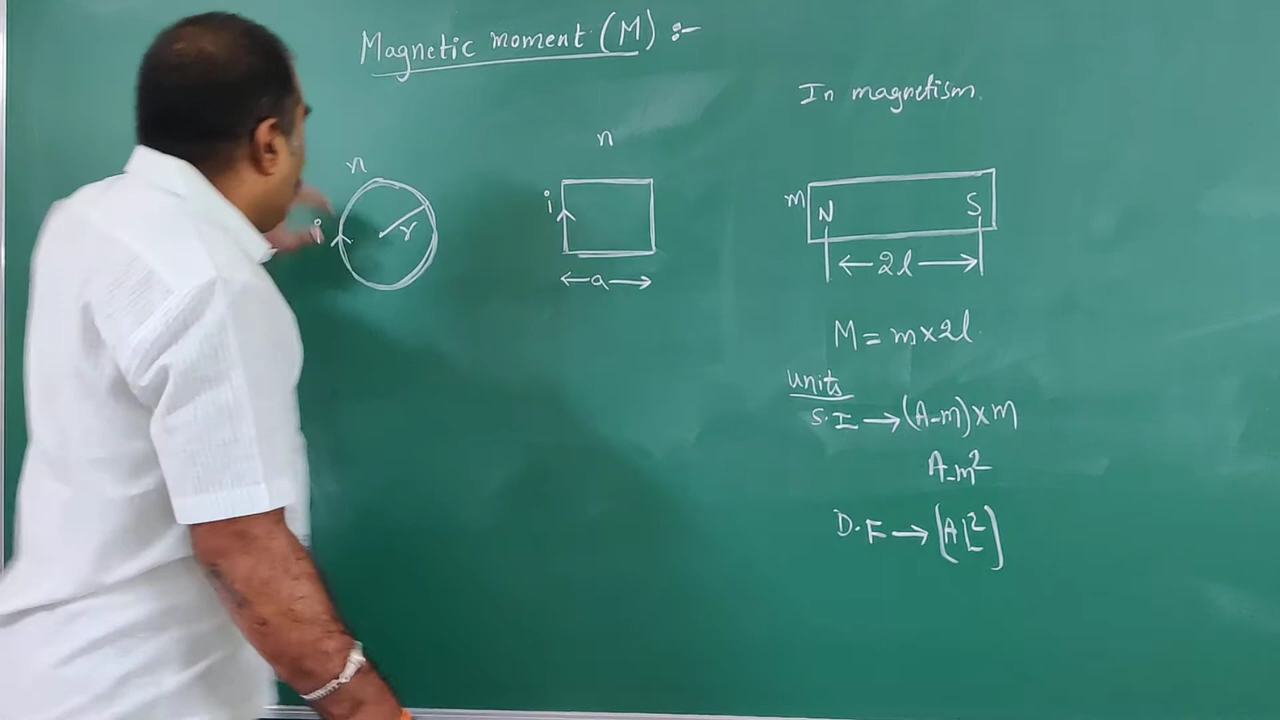 Magnetic moment (M) :-
In magnetism.
n
i
r
n
i
←a→
m
N S
←2l→
M = m×2l.
Units
S.I → (A-m)×m
A-m²
D.F → [AL²]